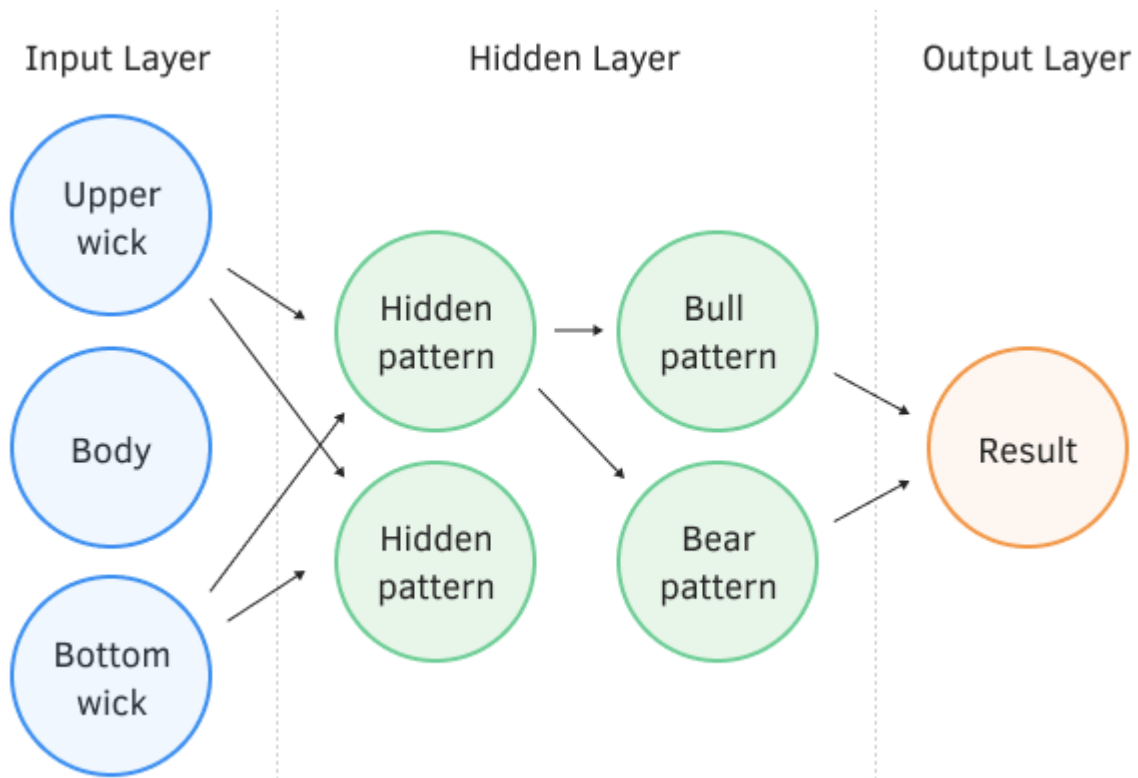 Input Layer
Hidden Layer
Output Layer
Upper
wick
Body
Bottom
wick
Hidden
pattern
Hidden
pattern
Bull
pattern
Bear
pattern
Result